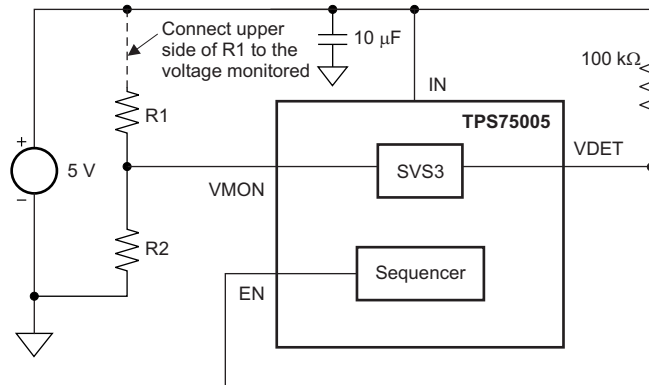 Connect upper
side of R1 to the
voltage monitored
10 μF
100 kΩ
IN
R1
TPS75005
+
5 V
−
VMON
SVS3
VDET
R2
Sequencer
EN